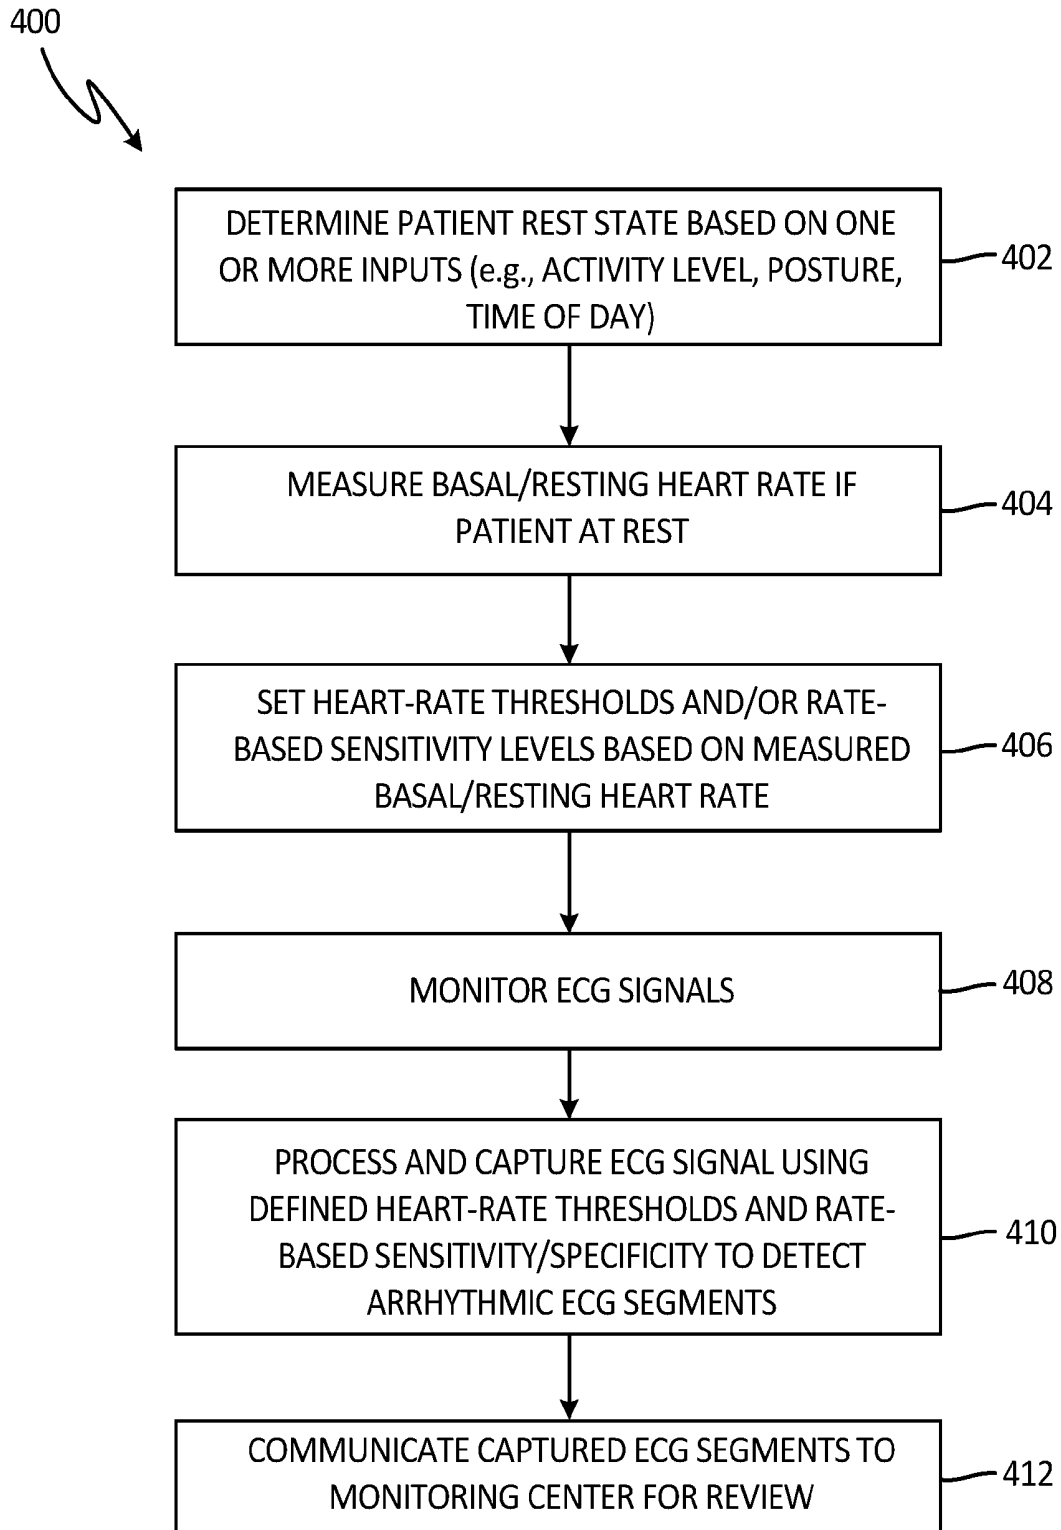 400
DETERMINE PATIENT REST STATE BASED ON ONE
OR MORE INPUTS (e.g., ACTIVITY LEVEL, POSTURE,
TIME OF DAY)
402
MEASURE BASAL/RESTING HEART RATE IF
PATIENT AT REST
404
SET HEART-RATE THRESHOLDS AND/OR RATE-
BASED SENSITIVITY LEVELS BASED ON MEASURED
BASAL/RESTING HEART RATE
406
MONITOR ECG SIGNALS
408
PROCESS AND CAPTURE ECG SIGNAL USING
DEFINED HEART-RATE THRESHOLDS AND RATE-
BASED SENSITIVITY/SPECIFICITY TO DETECT
ARRHYTHMIC ECG SEGMENTS
410
COMMUNICATE CAPTURED ECG SEGMENTS TO
MONITORING CENTER FOR REVIEW
412